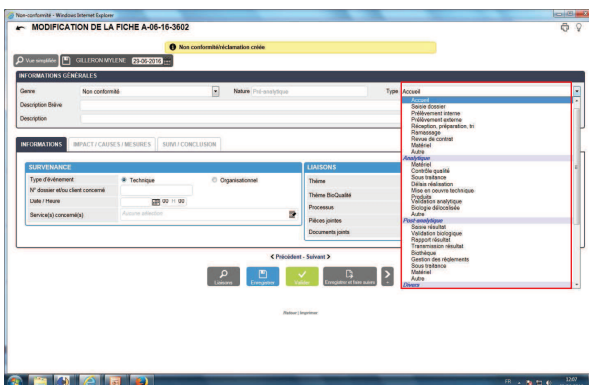 Non-conformité - Windows Internet Explorer
MODIFICATION DE LA FICHE A-06-16-3602
Non conformité/réclamation créée
Vue simplifiée GILLERON MYLENE 29-06-2016
INFORMATIONS GÉNÉRALES
Genre Non conformité Nature Pré-analytique Type Accueil
Description Brève
Description
Accueil
Saisie dossier
Prélèvement interne
Prélèvement externe
Réception, préparation, tri
Ramassage
Revue de contrat
Matériel
Autre
Analytique
Matériel
Contrôle qualité
Sous traitance
Délais réalisation
Mise en oeuvre technique
Produits
Validation analytique
Biologie délocalisée
Autre
Post-analytique
Saisie résultat
Validation biologique
Rapport résultat
Transmission résultat
Biothèque
Gestion des règlements
Sous traitance
Matériel
Autre
Divers
INFORMATIONS IMPACT / CAUSES / MESURES SUIVI / CONCLUSION
SURVENANCE
Type d'événement Technique Organisationnel
N° dossier et/ou client concerné
Date / Heure 00 H 00
Service(s) concerné(s) Aucune sélection
LIAISONS
Thème
Thème BioQualité
Processus
Pièces jointes
Documents joints
< Précédent - Suivant >
Liaisons Enregistrer Valider Enregistrer et faire suivre
Retour | Imprimer
FR 12:07